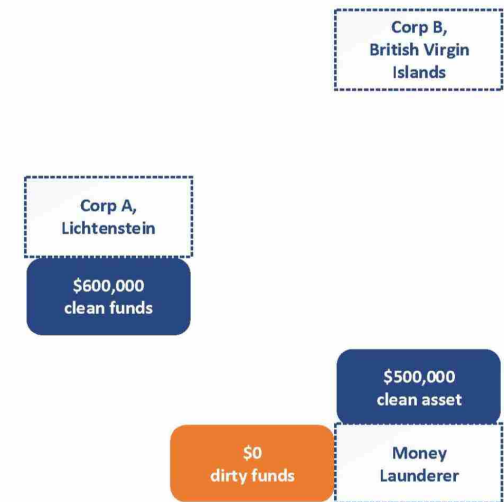 Corp B,
British Virgin
Islands
Corp A,
Lichtenstein
$600,000
clean funds
$500,000
clean asset
$0
dirty funds
Money
Launderer